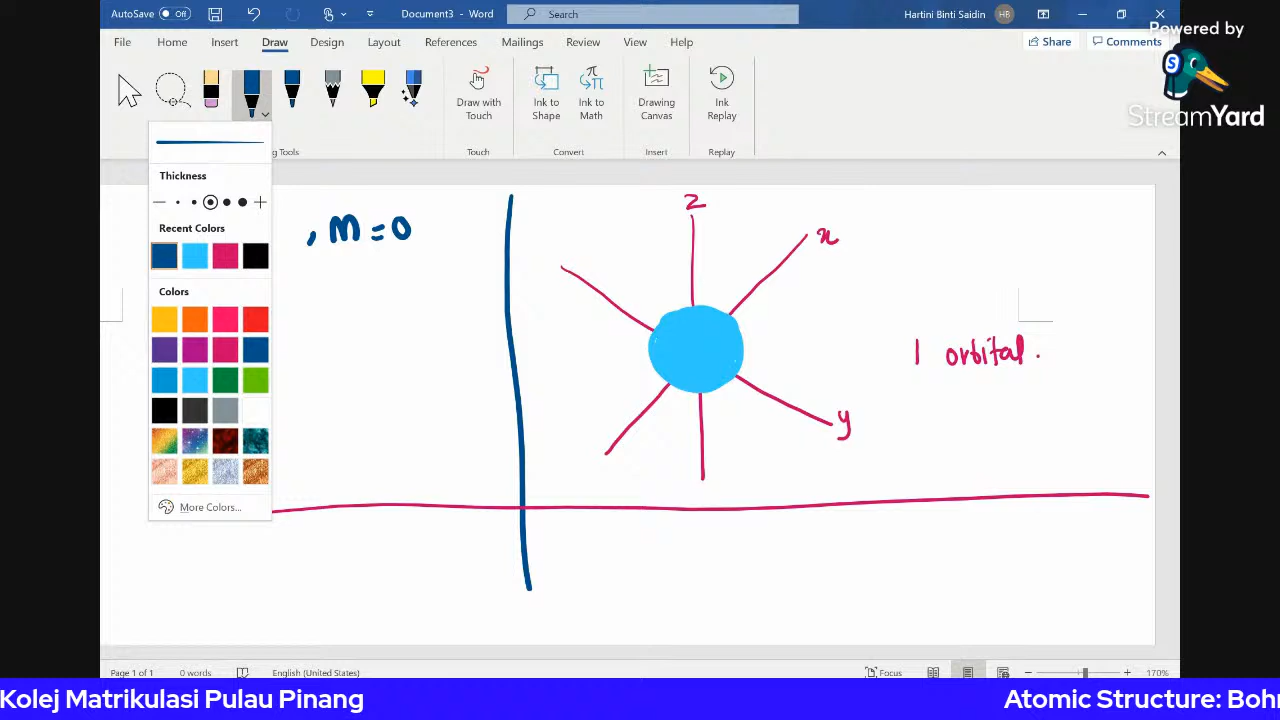 AutoSave Off Document3 - Word Search Hartini Binti Saidin HB
Powered by
S
StreamYard
File Home Insert Draw Design Layout References Mailings Review View Help Share Comments
Draw with Touch
Ink to Shape
Ink to Math
Drawing Canvas
Ink Replay
ng Tools Touch Convert Insert Replay
Thickness
Recent Colors
Colors
More Colors...
, m = 0
z
x
y
1 orbital.
Page 1 of 1 0 words English (United States) Focus 170%
Kolej Matrikulasi Pulau Pinang Atomic Structure: Boh